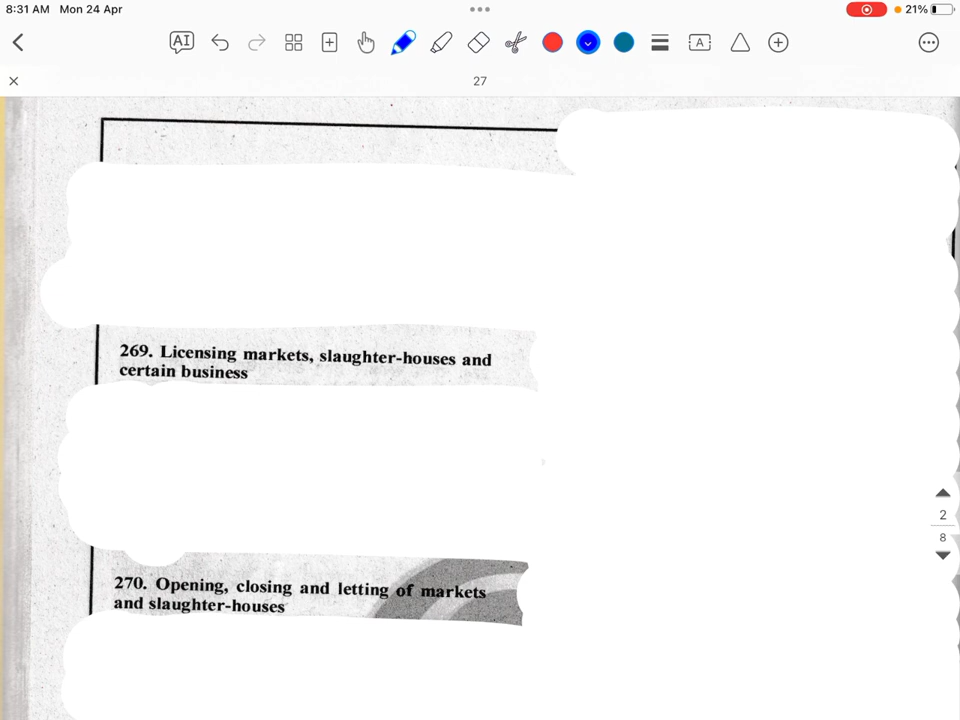 8:31 AM Mon 24 Apr
21%
AI
A
27
269. Licensing markets, slaughter-houses and
certain business
2
8
270. Opening, closing and letting of markets
and slaughter-houses